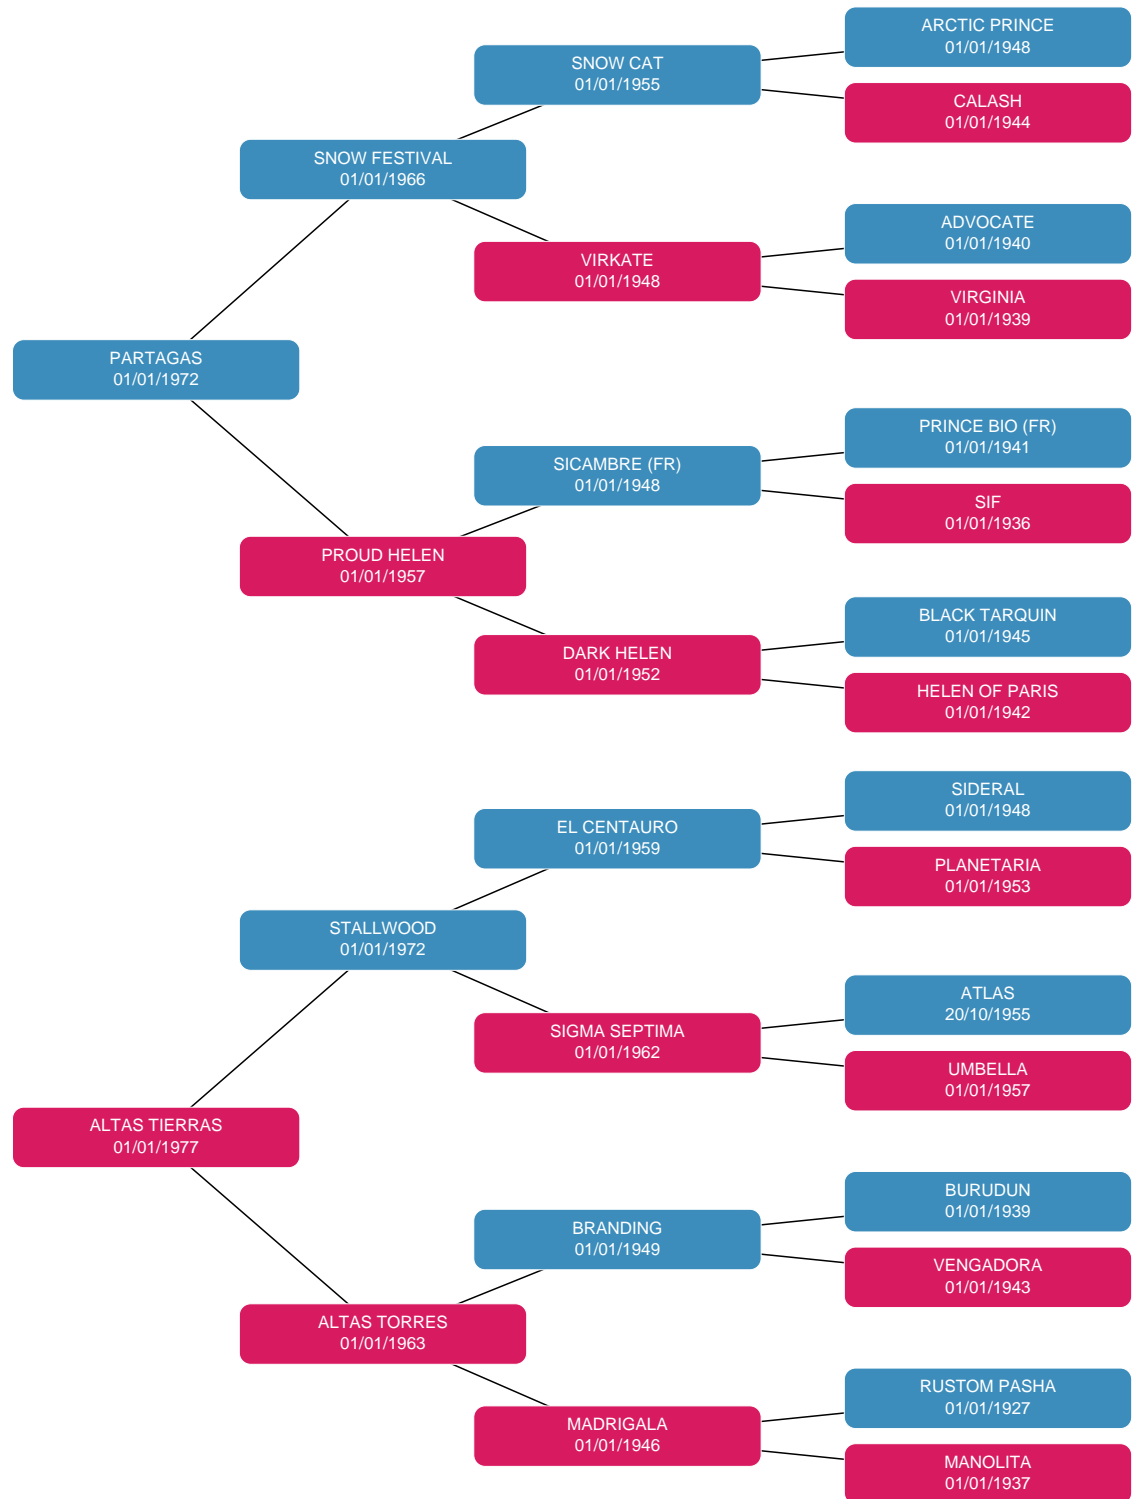 ARCTIC PRINCE
01/01/1948
SNOW CAT
01/01/1955
CALASH
01/01/1944
SNOW FESTIVAL
01/01/1966
ADVOCATE
01/01/1940
VIRKATE
01/01/1948
VIRGINIA
01/01/1939
PARTAGAS
01/01/1972
PRINCE BIO (FR)
01/01/1941
SICAMBRE (FR)
01/01/1948
SIF
01/01/1936
PROUD HELEN
01/01/1957
BLACK TARQUIN
01/01/1945
DARK HELEN
01/01/1952
HELEN OF PARIS
01/01/1942
SIDERAL
01/01/1948
EL CENTAURO
01/01/1959
PLANETARIA
01/01/1953
STALLWOOD
01/01/1972
ATLAS
20/10/1955
SIGMA SEPTIMA
01/01/1962
UMBELLA
01/01/1957
ALTAS TIERRAS
01/01/1977
BURUDUN
01/01/1939
BRANDING
01/01/1949
VENGADORA
01/01/1943
ALTAS TORRES
01/01/1963
RUSTOM PASHA
01/01/1927
MADRIGALA
01/01/1946
MANOLITA
01/01/1937